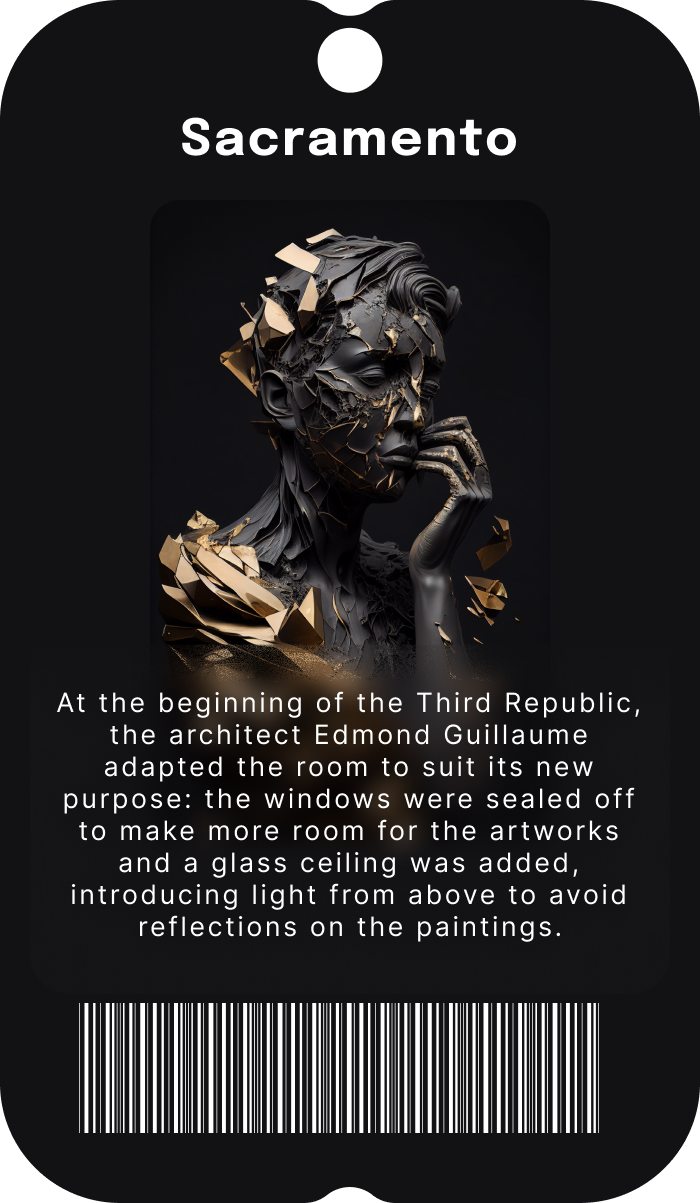 Sacramento
At the beginning of the Third Republic,
the architect Edmond Guillaume
adapted the room to suit its new
purpose: the windows were sealed off
to make more room for the artworks
and a glass ceiling was added,
introducing light from above to avoid
reflections on the paintings.